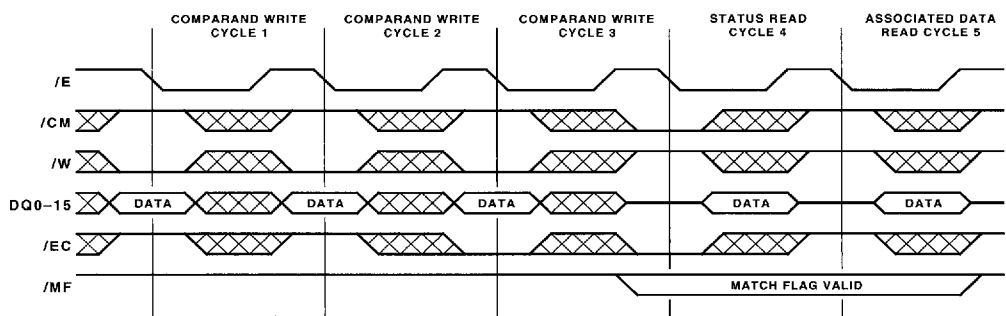 COMPARAND WRITE
CYCLE 1
COMPARAND WRITE
CYCLE 2
COMPARAND WRITE
CYCLE 3
STATUS READ
CYCLE 4
ASSOCIATED DATA
READ CYCLE 5
/E
/CM
/W
DQ0–15
DATA
DATA
DATA
DATA
DATA
/EC
/MF
MATCH FLAG VALID